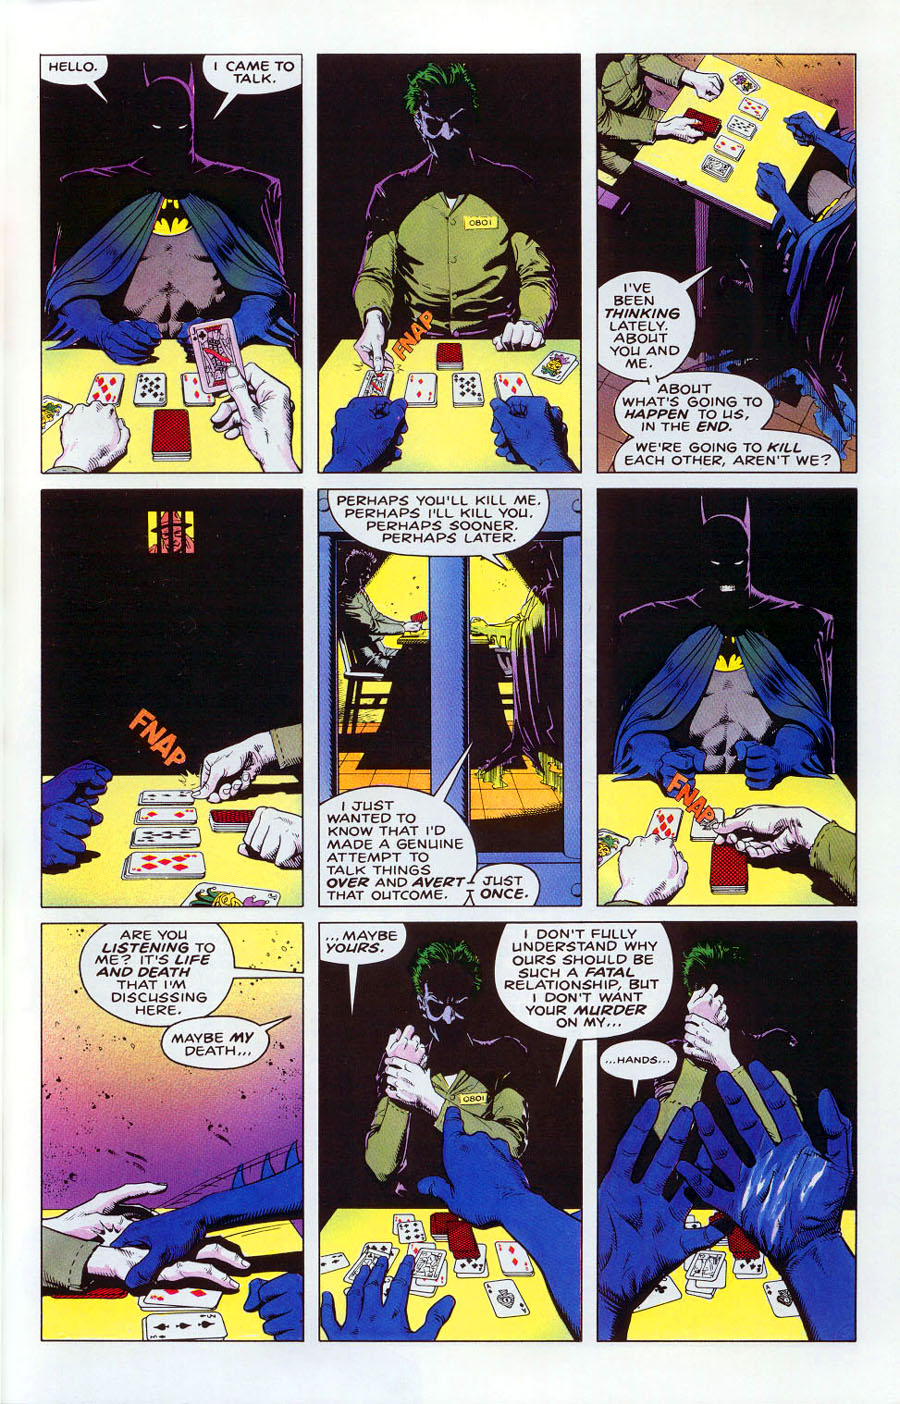 HELLO.
I CAME TO
TALK.
0801
FNAP
I'VE
BEEN
THINKING
LATELY.
ABOUT
YOU AND
ME.
ABOUT
WHAT'S GOING TO
HAPPEN TO US,
IN THE END.
WE'RE GOING TO KILL
EACH OTHER, AREN'T WE?
FNAP
PERHAPS YOU'LL KILL ME.
PERHAPS I'LL KILL YOU.
PERHAPS SOONER.
PERHAPS LATER.
I JUST
WANTED TO
KNOW THAT I'D
MADE A GENUINE
ATTEMPT TO
TALK THINGS
OVER AND AVERT
THAT OUTCOME.
JUST
ONCE.
FNAP
ARE YOU
LISTENING TO
ME? IT'S LIFE
AND DEATH
THAT I'M
DISCUSSING
HERE.
MAYBE MY
DEATH...
...MAYBE
YOURS.
I DON'T FULLY
UNDERSTAND WHY
OURS SHOULD BE
SUCH A FATAL
RELATIONSHIP, BUT
I DON'T WANT
YOUR MURDER
ON MY...
0801
...HANDS...